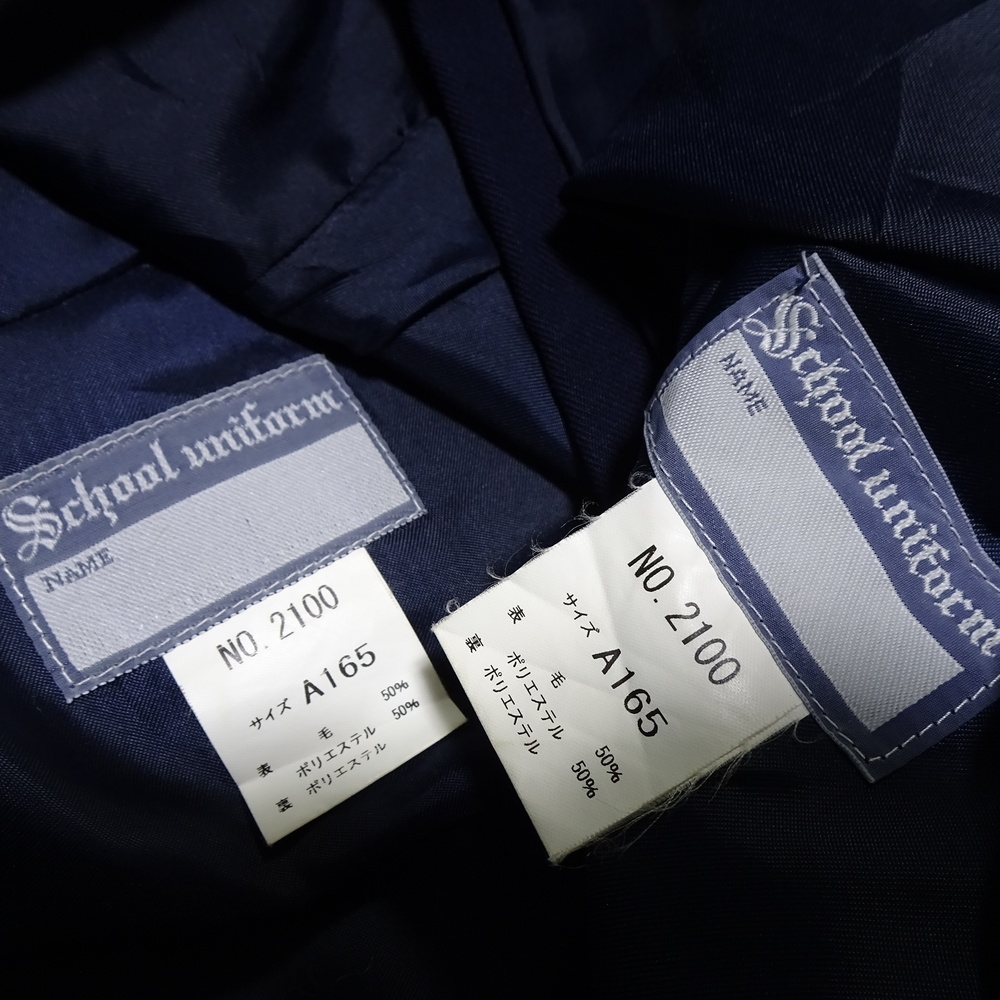 School uniform
NAME
NO. 2100
サイズ A165
表 毛 50%
ポリエステル 50%
裏 ポリエステル
School uniform
NAME
NO. 2100
サイズ A165
表 毛 50%
ポリエステル 50%
裏 ポリエステル